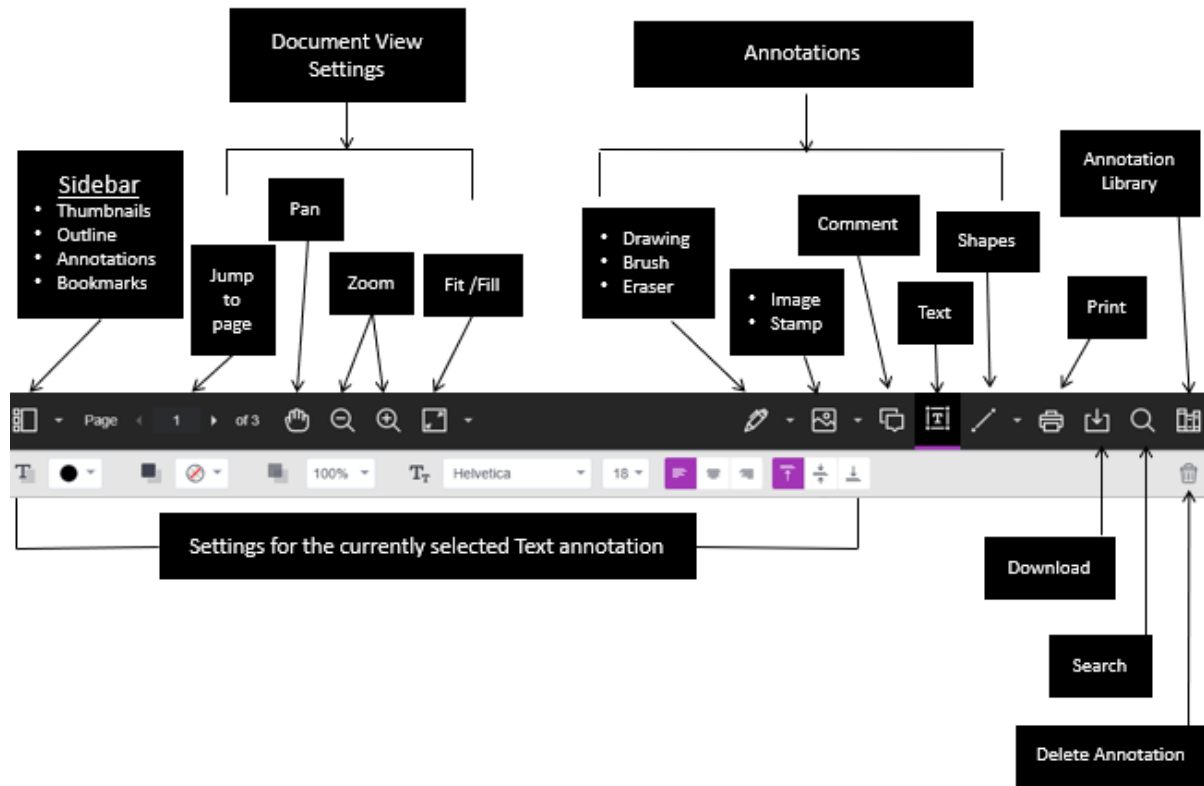 Document View
Settings
Annotations
Annotation
Library
Sidebar
• Thumbnails
• Outline
• Annotations
• Bookmarks
Jump
to
page
Pan
Zoom
Fit /Fill
• Drawing
• Brush
• Eraser
• Image
• Stamp
Comment
Text
Shapes
Print
Page 1 of 3
T
T 100% TT Helvetica 18
Settings for the currently selected Text annotation
Download
Search
Delete Annotation